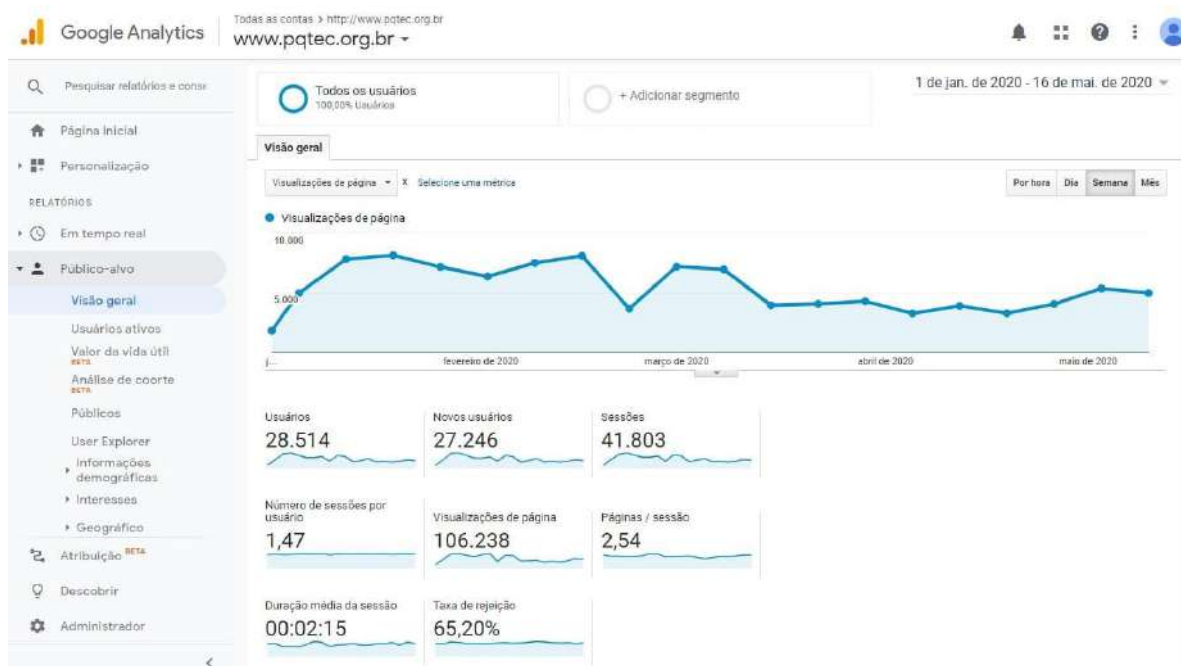 Google Analytics
Todas as contas > http://www.pqtec.org.br
www.pqtec.org.br
Pesquisar relatórios e conse
Página Inicial
Personalização
RELATÓRIOS
Em tempo real
Público-alvo
Visão geral
Usuários ativos
Valor da vida útil
BETA
Análise de coorte
BETA
Públicos
User Explorer
Informações
demográficas
Interesses
Geográfico
Atribuição BETA
Descobrir
Administrador
Todos os usuários
100,00% Usuários
+ Adicionar segmento
1 de jan. de 2020 - 16 de mai. de 2020
Visão geral
Visualizações de página X Selecione uma métrica
Por hora Dia Semana Mês
Visualizações de página
10.000
5.000
j... fevereiro de 2020 março de 2020 abril de 2020 maio de 2020
Usuários Novos usuários Sessões
28.514 27.246 41.803
Número de sessões por
usuário Visualizações de página Páginas / sessão
1,47 106.238 2,54
Duração média da sessão Taxa de rejeição
00:02:15 65,20%